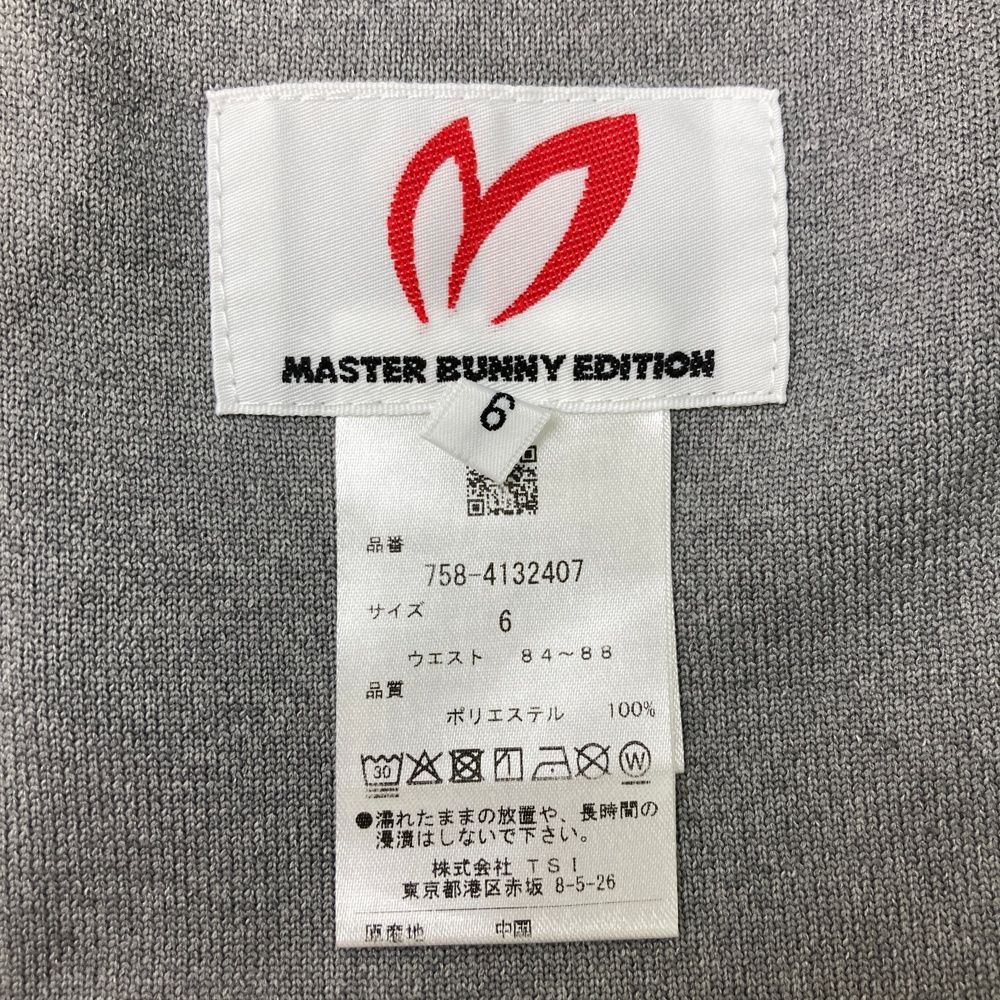 MASTER BUNNY EDITION
6
品番
758-4132407
サイズ
6
ウエスト 84～88
品質
ポリエステル 100%
30
W
●濡れたままの放置や、長時間の
浸漬はしないで下さい。
株式会社 TSI
東京都港区赤坂 8-5-26
原産地 中国